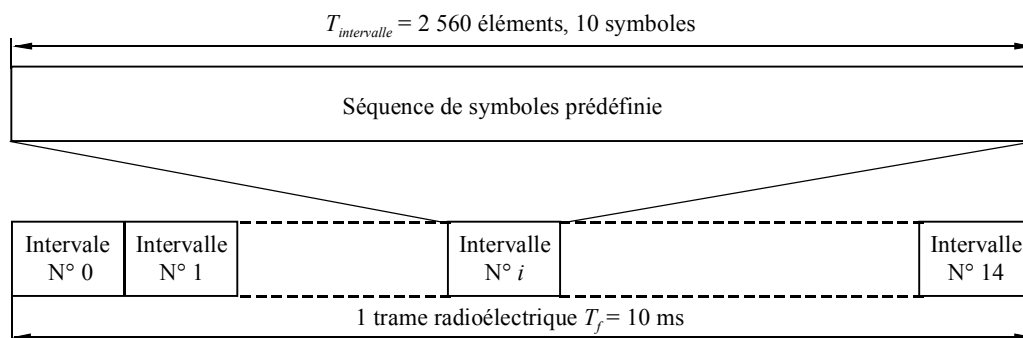 T_intervalle = 2 560 éléments, 10 symboles
Séquence de symboles prédéfinie
Intervale
N° 0
Intervalle
N° 1
Intervalle
N° i
Intervalle
N° 14
1 trame radioélectrique T_f = 10 ms